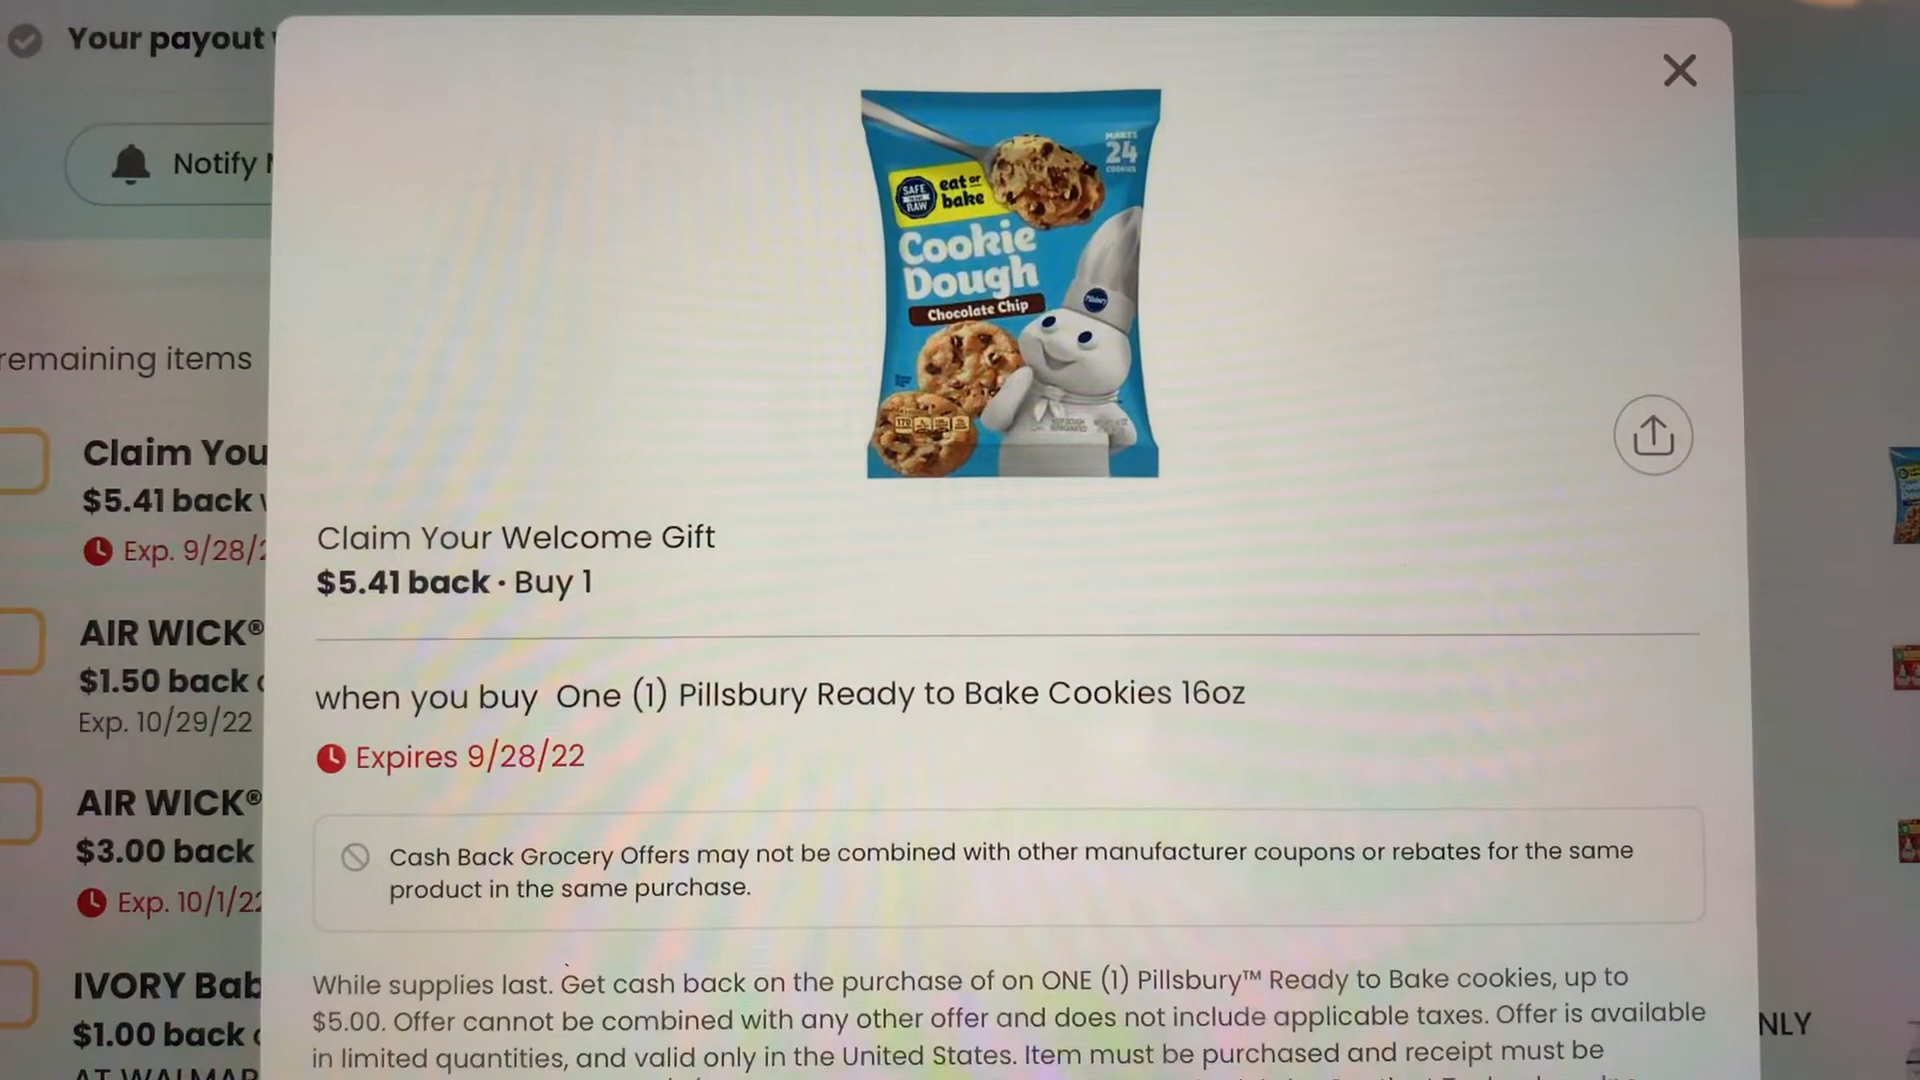 Your payout
Notify
remaining items
Claim You
$5.41 back
Exp. 9/28/2
AIR WICK®
$1.50 back
Exp. 10/29/22
AIR WICK®
$3.00 back
Exp. 10/1/22
IVORY Bab
$1.00 back
AT WALMAR
MAKES
24
COOKIES
SAFE
RAW
eat or
bake
Cookie
Dough
Chocolate Chip
Pillsbury
170
Claim Your Welcome Gift
$5.41 back • Buy 1
when you buy One (1) Pillsbury Ready to Bake Cookies 16oz
Expires 9/28/22
Cash Back Grocery Offers may not be combined with other manufacturer coupons or rebates for the same
product in the same purchase.
While supplies last. Get cash back on the purchase of on ONE (1) Pillsbury™ Ready to Bake cookies, up to
$5.00. Offer cannot be combined with any other offer and does not include applicable taxes. Offer is available
in limited quantities, and valid only in the United States. Item must be purchased and receipt must be
NLY